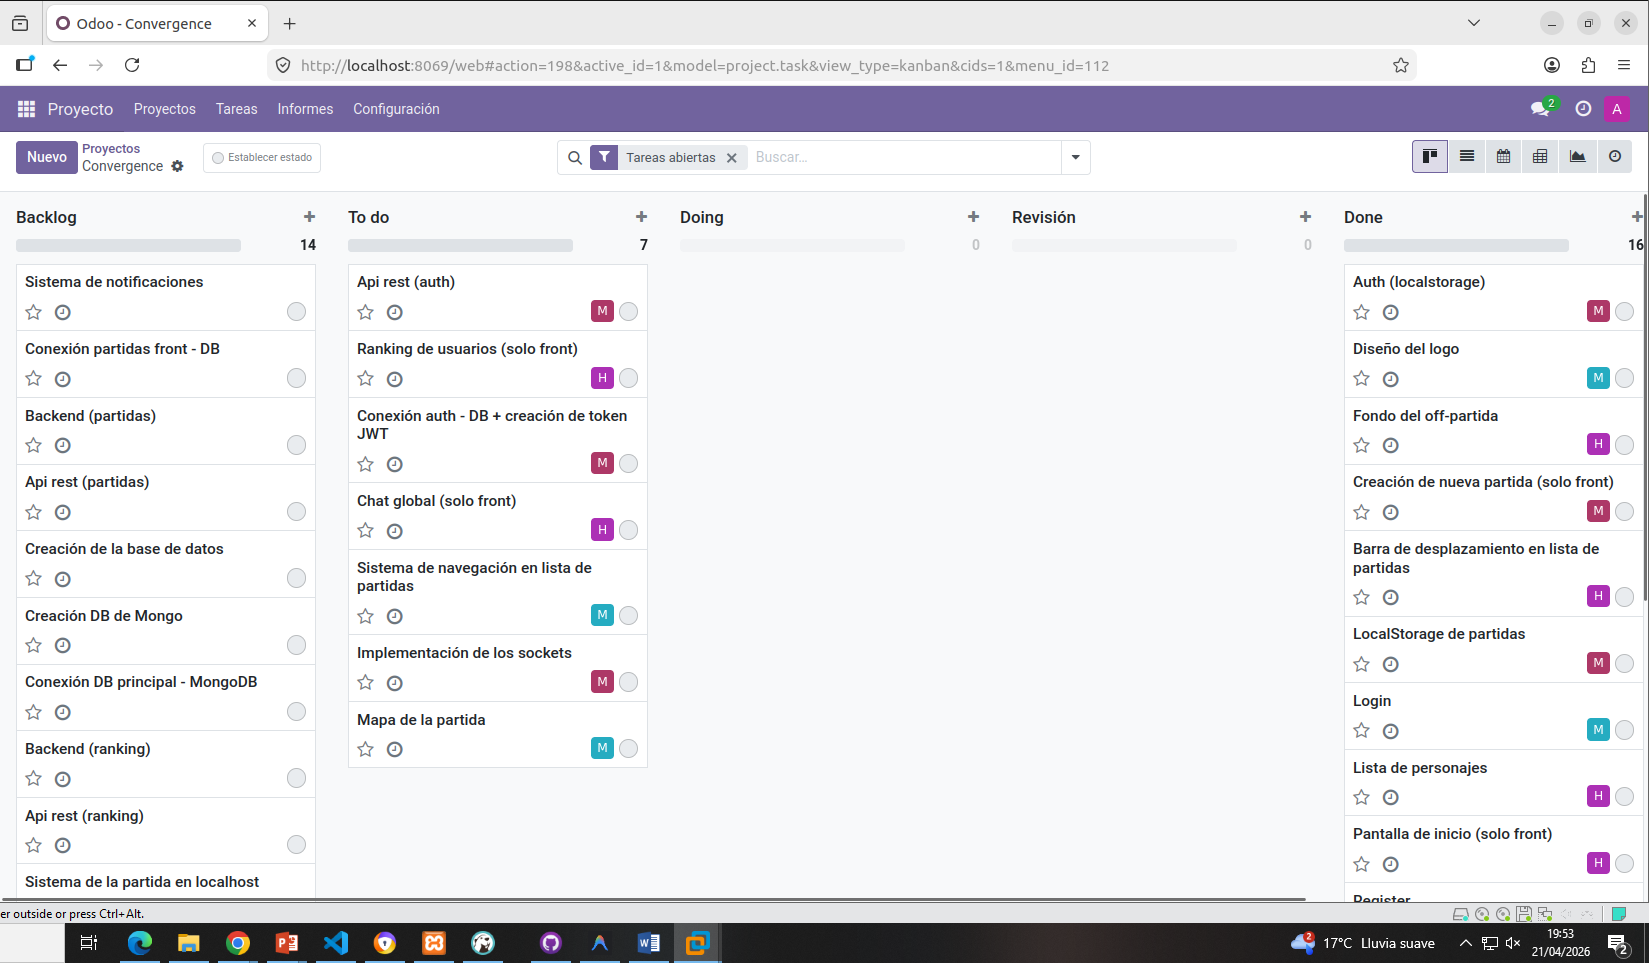 Odoo - Convergence
http://localhost:8069/web#action=198&active_id=1&model=project.task&view_type=kanban&cids=1&menu_id=112
Proyecto Proyectos Tareas Informes Configuración 2 A
Nuevo
Proyectos
Convergence
Establecer estado
Tareas abiertas
Buscar...
Backlog
14
Sistema de notificaciones
Conexión partidas front - DB
Backend (partidas)
Api rest (partidas)
Creación de la base de datos
Creación DB de Mongo
Conexión DB principal - MongoDB
Backend (ranking)
Api rest (ranking)
Sistema de la partida en localhost
To do
7
Api rest (auth)
M
Ranking de usuarios (solo front)
H
Conexión auth - DB + creación de token
JWT
M
Chat global (solo front)
H
Sistema de navegación en lista de
partidas
M
Implementación de los sockets
M
Mapa de la partida
M
Doing
0
Revisión
0
Done
16
Auth (localstorage)
M
Diseño del logo
M
Fondo del off-partida
H
Creación de nueva partida (solo front)
M
Barra de desplazamiento en lista de
partidas
H
LocalStorage de partidas
M
Login
M
Lista de personajes
H
Pantalla de inicio (solo front)
H
Register
er outside or press Ctrl+Alt.
2
17°C Lluvia suave
19:53
21/04/2026
2